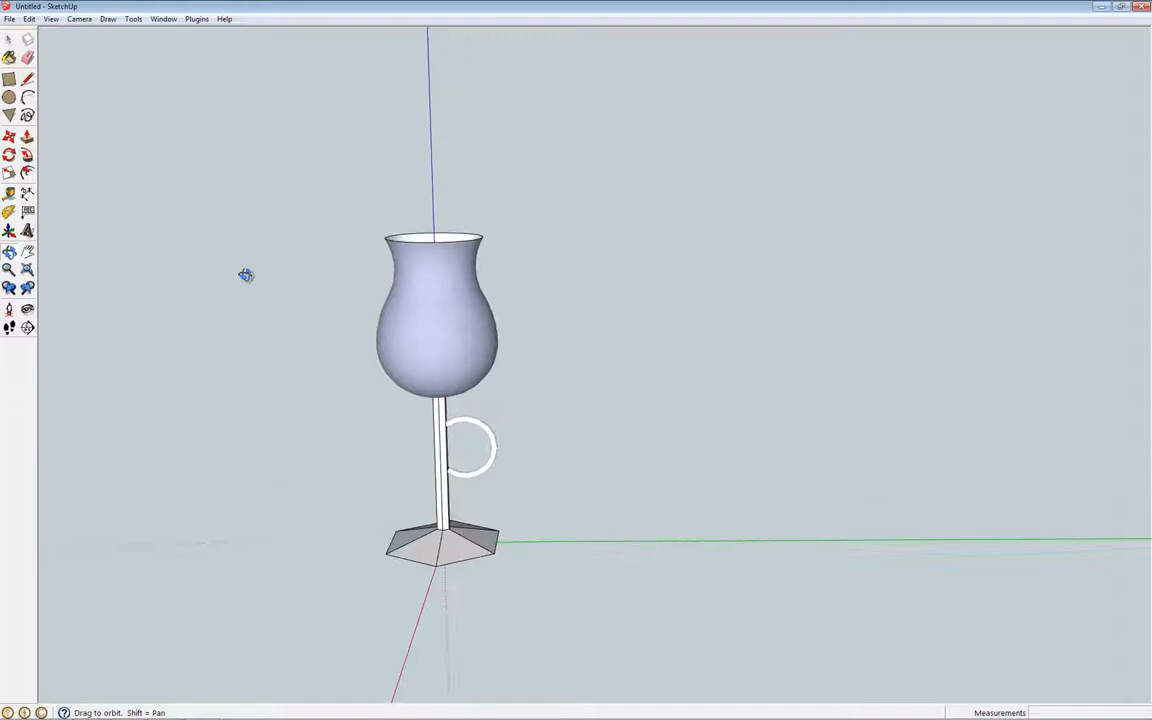 Untitled - SketchUp
File Edit View Camera Draw Tools Window Plugins Help
Drag to orbit. Shift = Pan
Measurements